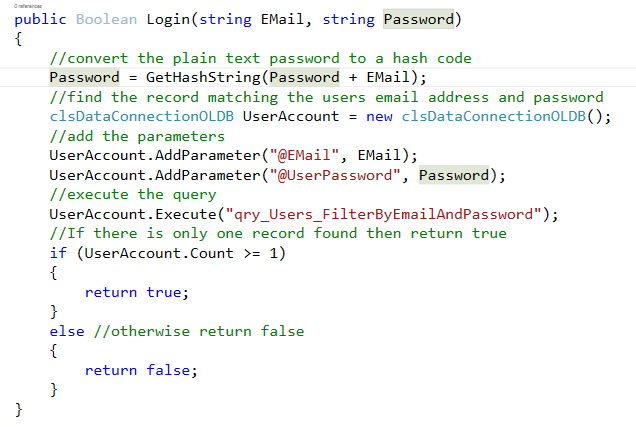 0 references
public Boolean Login(string EMail, string Password)
{
    //convert the plain text password to a hash code
    Password = GetHashString(Password + EMail);
    //find the record matching the users email address and password
    clsDataConnectionOLDB UserAccount = new clsDataConnectionOLDB();
    //add the parameters
    UserAccount.AddParameter("@EMail", EMail);
    UserAccount.AddParameter("@UserPassword", Password);
    //execute the query
    UserAccount.Execute("qry_Users_FilterByEmailAndPassword");
    //If there is only one record found then return true
    if (UserAccount.Count >= 1)
    {
        return true;
    }
    else //otherwise return false
    {
        return false;
    }
}